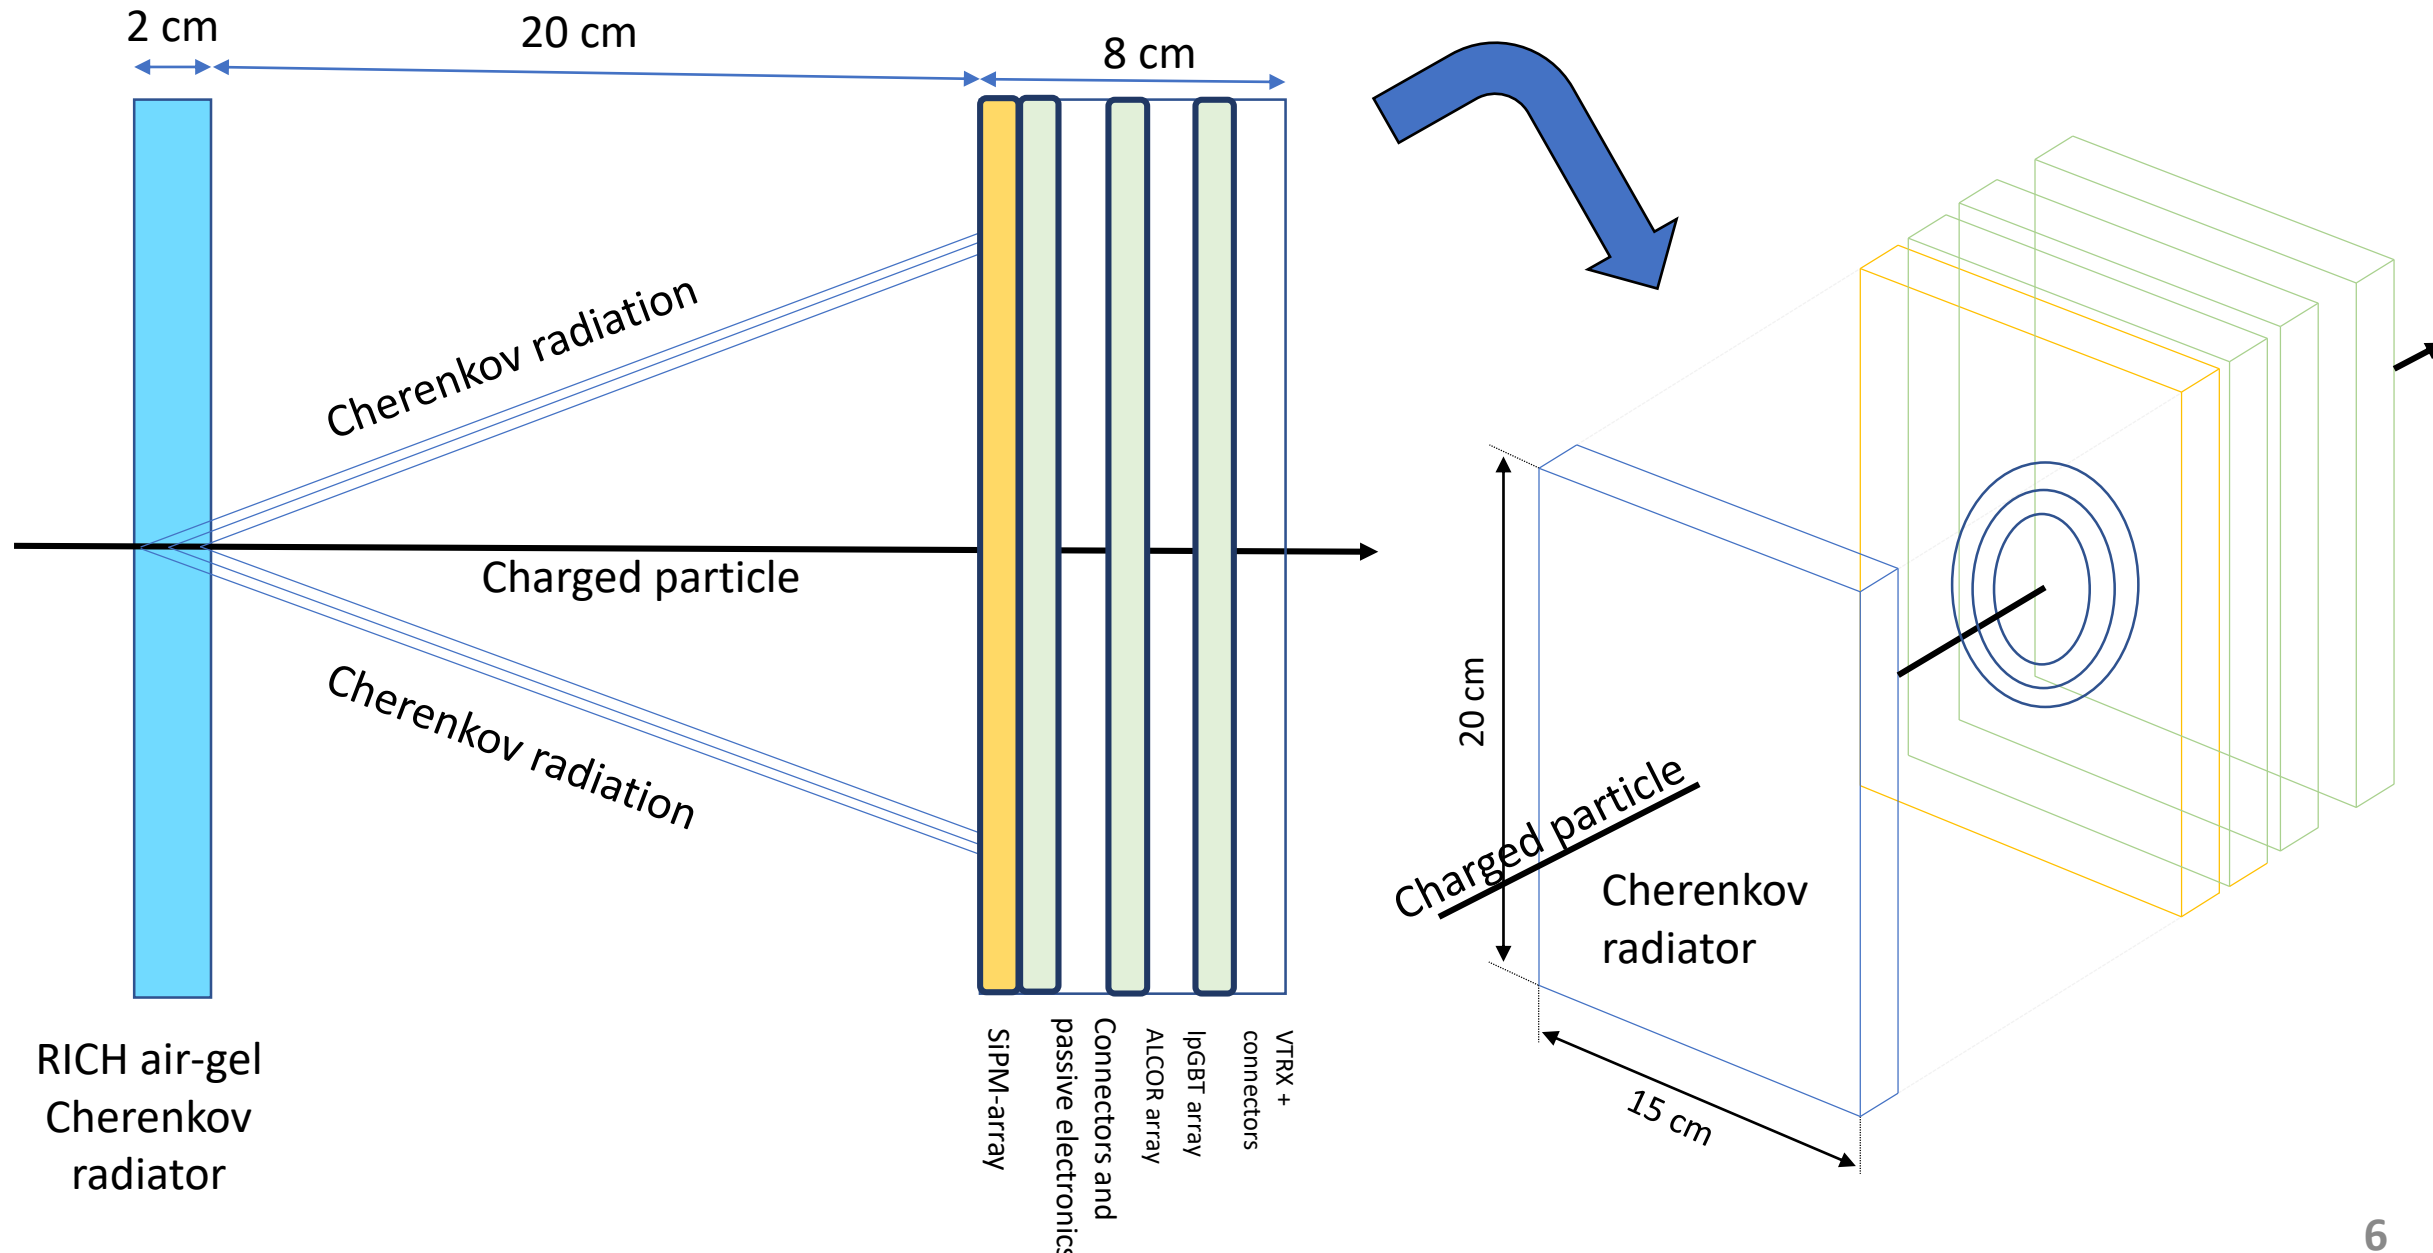 2 cm
20 cm
8 cm
Cherenkov radiation
Charged particle
Cherenkov radiation
RICH air-gel
Cherenkov
radiator
SiPM-array
Connectors and
passive electronics
ALCOR array
lpGBT array
VTRX +
connectors
20 cm
Charged particle
Cherenkov
radiator
15 cm
6